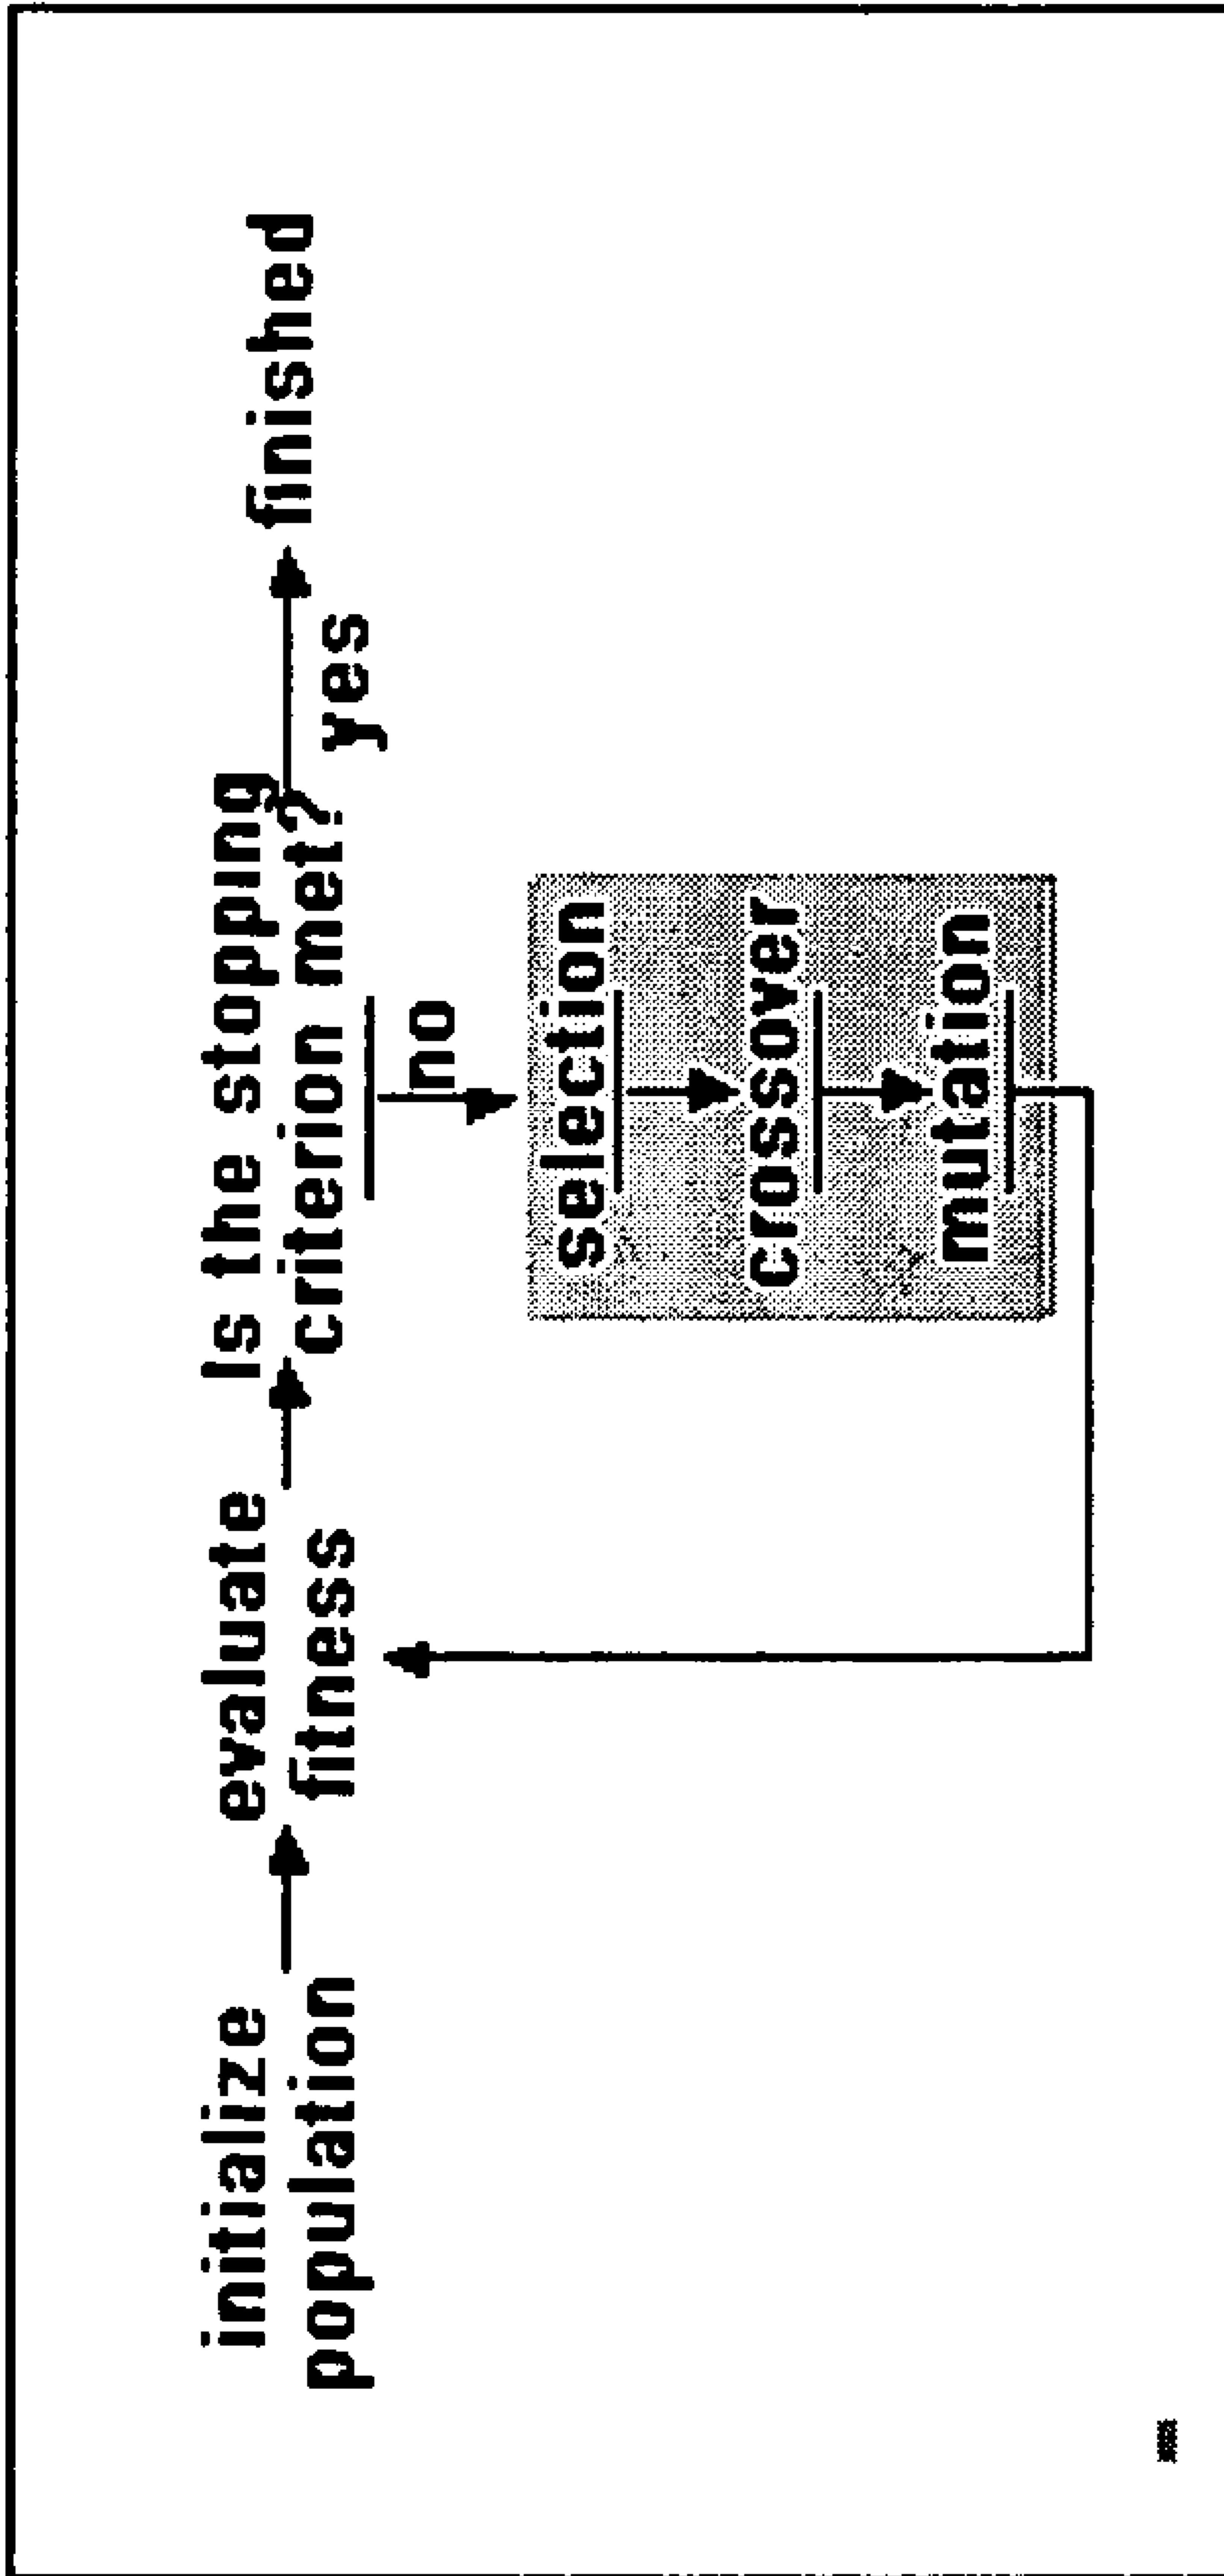 initialize
population
evaluate
fitness
Is the stopping
criterion met?
yes
finished
no
selection
crossover
mutation